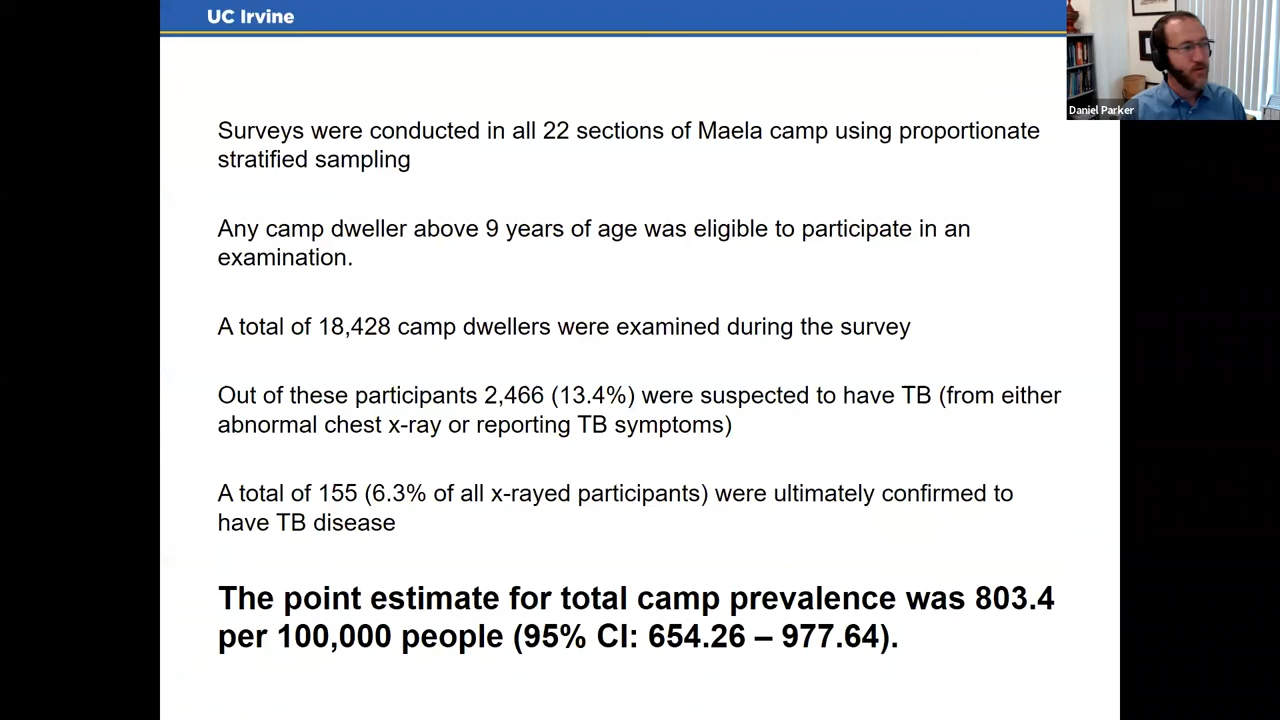 UC Irvine
Daniel Parker
Surveys were conducted in all 22 sections of Maela camp using proportionate
stratified sampling
Any camp dweller above 9 years of age was eligible to participate in an
examination.
A total of 18,428 camp dwellers were examined during the survey
Out of these participants 2,466 (13.4%) were suspected to have TB (from either
abnormal chest x-ray or reporting TB symptoms)
A total of 155 (6.3% of all x-rayed participants) were ultimately confirmed to
have TB disease
The point estimate for total camp prevalence was 803.4
per 100,000 people (95% CI: 654.26 – 977.64).